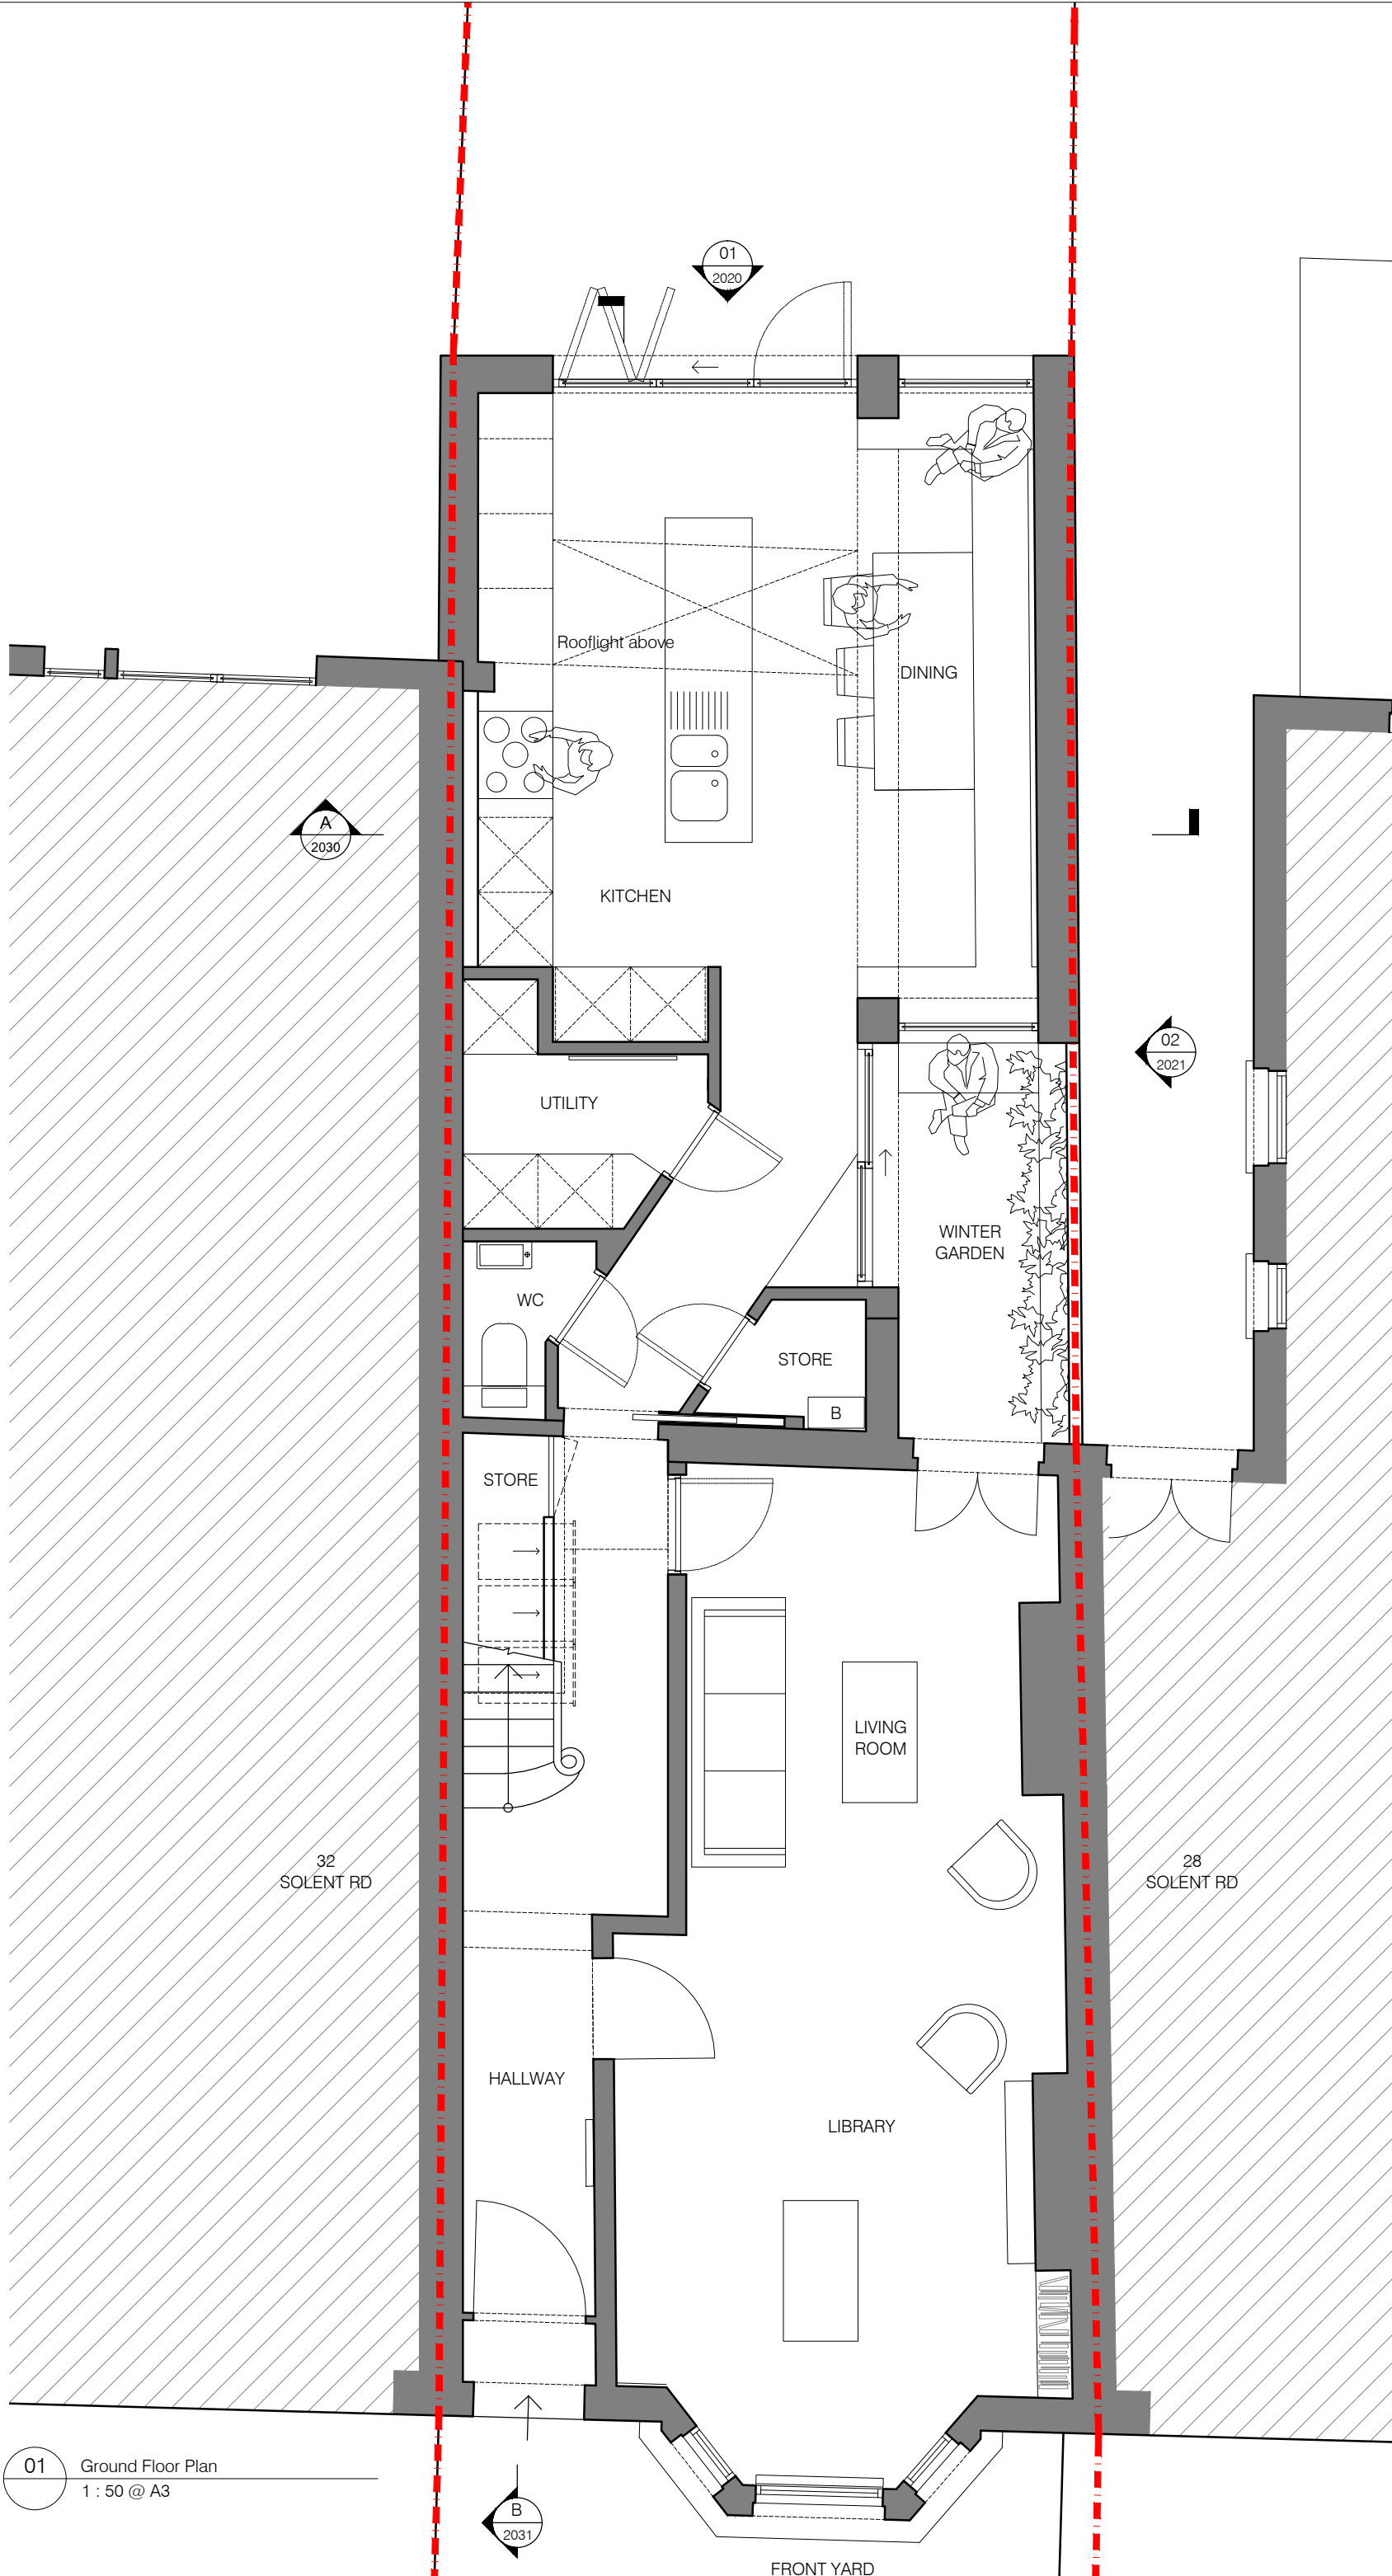 01
2020
Rooflight above
DINING
A
2030
KITCHEN
02
2021
UTILITY
WINTER
GARDEN
WC
STORE
B
STORE
LIVING
ROOM
32
SOLENT RD
28
SOLENT RD
HALLWAY
LIBRARY
01
Ground Floor Plan
1 : 50 @ A3
B
2031
FRONT YARD